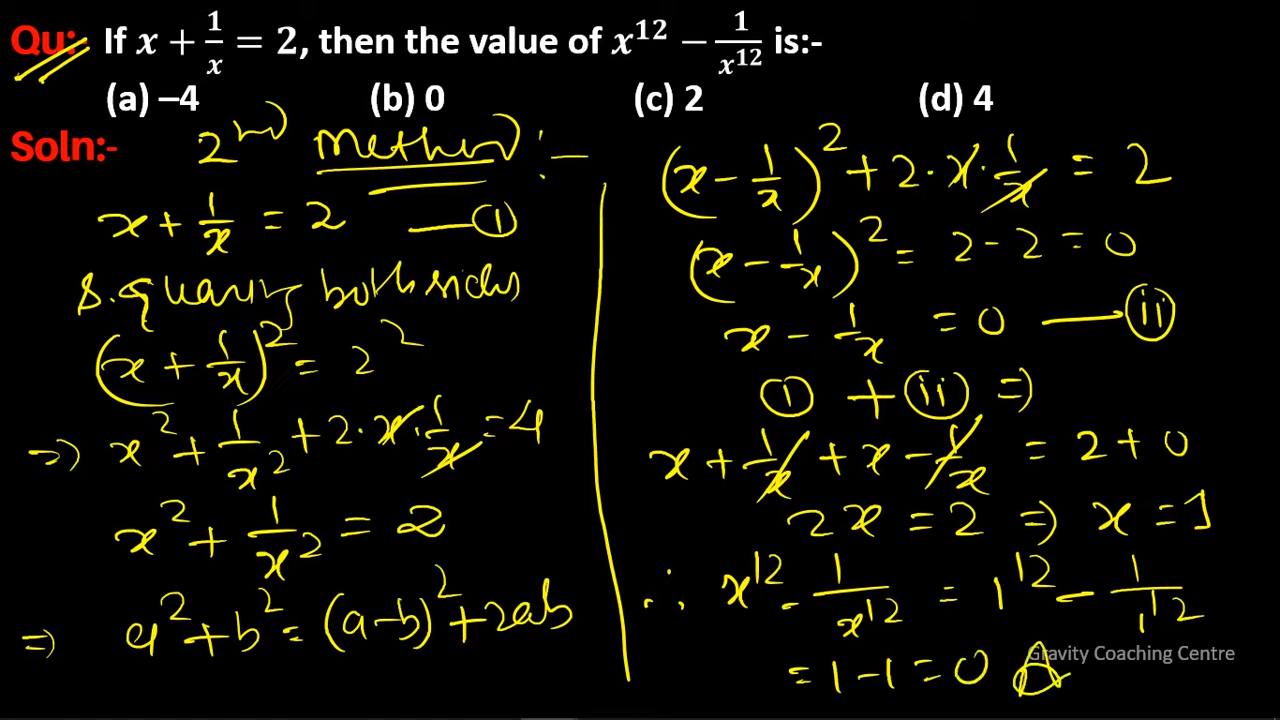 Qu:- If x + 1/x = 2, then the value of x^12 − 1/x^12 is:-
(a) –4 (b) 0 (c) 2 (d) 4
Soln:- 2nd Method :-
x + 1/x = 2 —(i)
S.quaring both sides
(x + 1/x)^2 = 2^2
=> x^2 + 1/x^2 + 2·x·1/x = 4
x^2 + 1/x^2 = 2
=> a^2 + b^2 = (a-b)^2 + 2ab
(x - 1/x)^2 + 2·x·1/x = 2
(x - 1/x)^2 = 2 - 2 = 0
x - 1/x = 0 —(ii)
(i) + (ii) =>
x + 1/x + x - 1/x = 2 + 0
2x = 2 => x = 1
∴ x^12 - 1/x^12 = 1^12 - 1/1^12
= 1 - 1 = 0 A
Gravity Coaching Centre